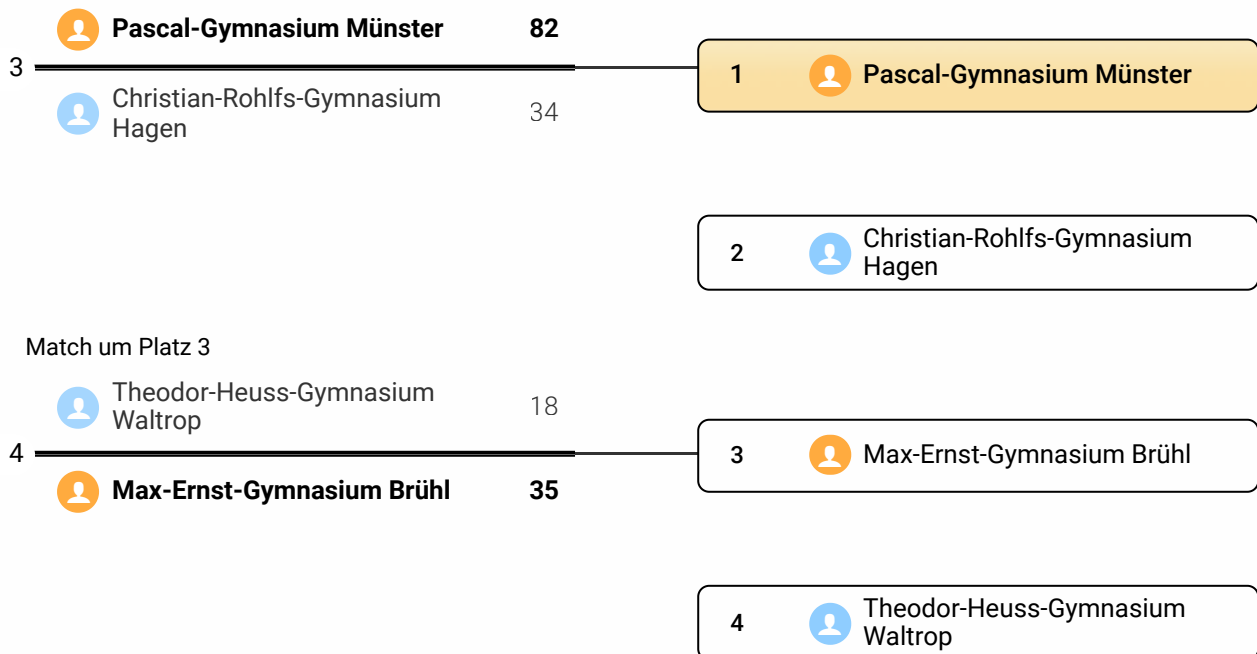 Pascal-Gymnasium Münster 82
3
1 Pascal-Gymnasium Münster
Christian-Rohlfs-Gymnasium
Hagen
34
2 Christian-Rohlfs-Gymnasium
Hagen
Match um Platz 3
Theodor-Heuss-Gymnasium
Waltrop
18
4
3 Max-Ernst-Gymnasium Brühl
Max-Ernst-Gymnasium Brühl 35
4 Theodor-Heuss-Gymnasium
Waltrop